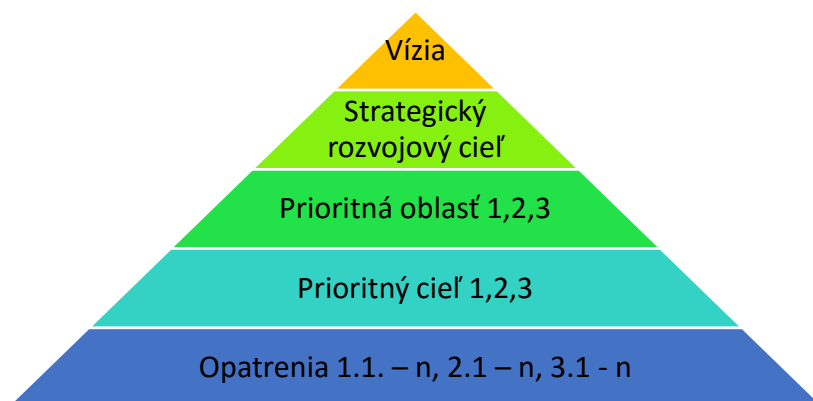 Vízia
Strategický
rozvojový cieľ
Prioritná oblasť 1,2,3
Prioritný cieľ 1,2,3
Opatrenia 1.1. – n, 2.1 – n, 3.1 - n